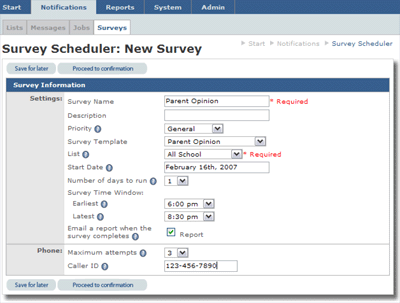 Start Notifications Reports System Admin
Lists Messages Jobs Surveys
Survey Scheduler: New Survey
Start Notifications Survey Scheduler
Save for later Proceed to confirmation
Survey Information
Settings: Survey Name Parent Opinion * Required
Description
Priority General
Survey Template Parent Opinion
List All School * Required
Start Date February 16th, 2007
Number of days to run 1
Survey Time Window:
Earliest 6:00 pm
Latest 8:30 pm
Email a report when the
survey completes Report
Phone: Maximum attempts 3
Caller ID 123-456-7890
Save for later Proceed to confirmation